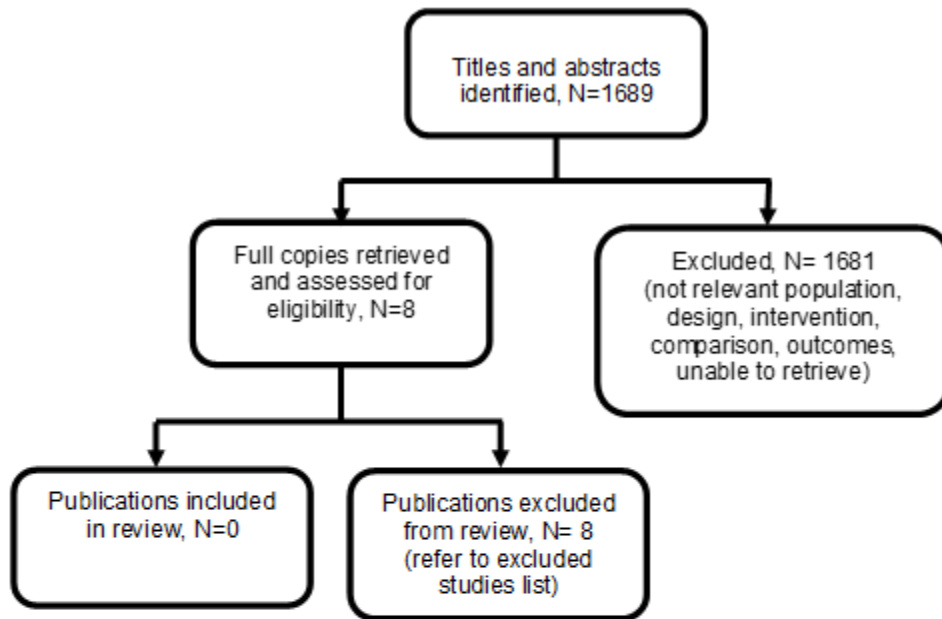 Titles and abstracts
identified, N=1689
Full copies retrieved
and assessed for
eligibility, N=8
Excluded, N= 1681
(not relevant population,
design, intervention,
comparison, outcomes,
unable to retrieve)
Publications included
in review, N=0
Publications excluded
from review, N= 8
(refer to excluded
studies list)